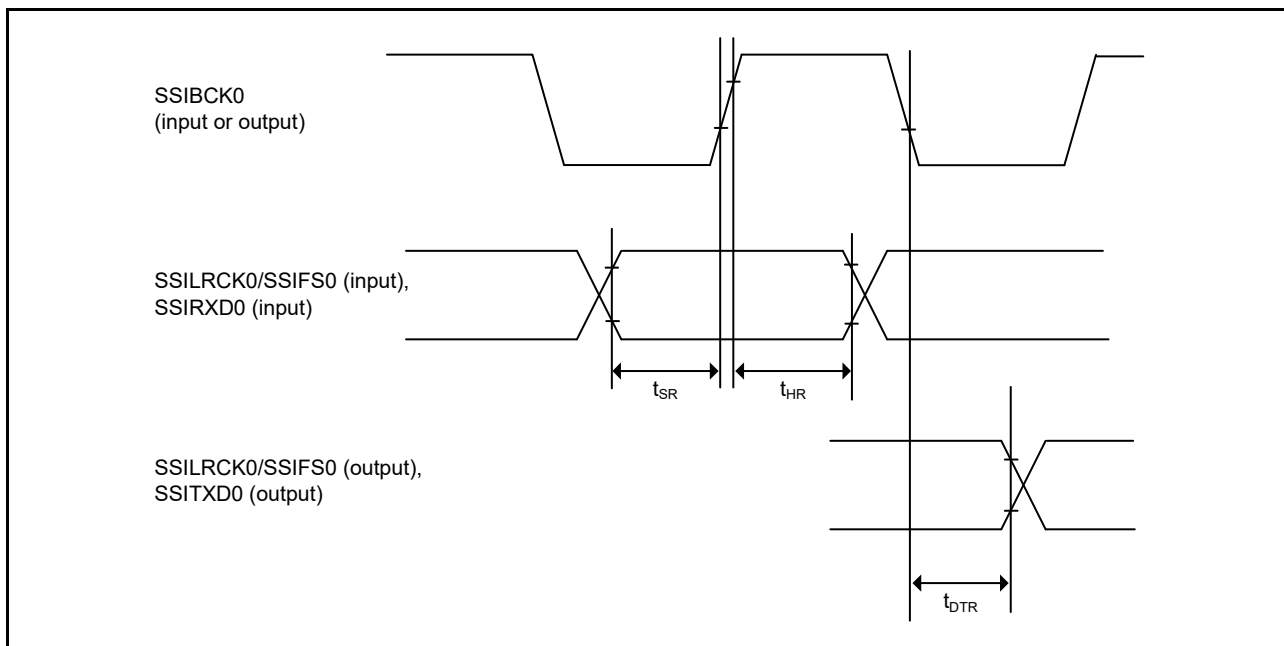 SSIBCK0
(input or output)
SSILRCK0/SSIFS0 (input),
SSIRXD0 (input)
tSR
tHR
SSILRCK0/SSIFS0 (output),
SSITXD0 (output)
tDTR